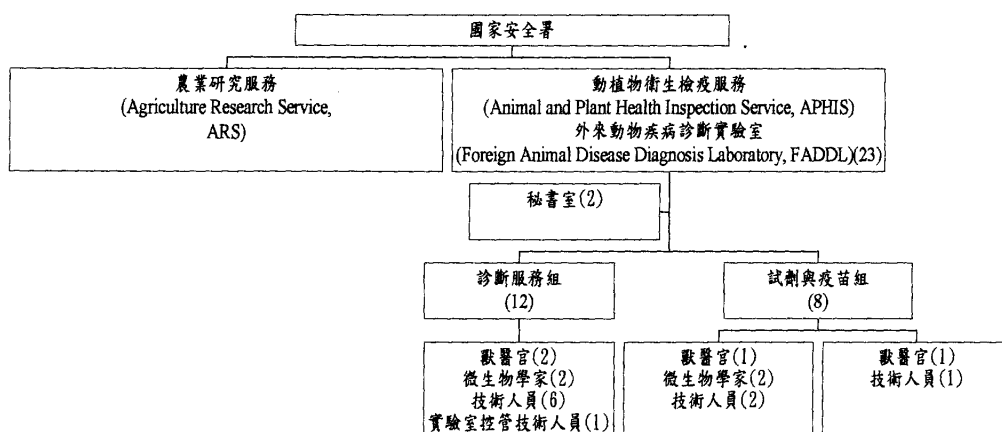 國家安全署
農業研究服務
(Agriculture Research Service,
ARS)
動植物衛生檢疫服務
(Animal and Plant Health Inspection Service, APHIS)
外來動物疾病診斷實驗室
(Foreign Animal Disease Diagnosis Laboratory, FADDL)(23)
秘書室(2)
診斷服務組
(12)
試劑與疫苗組
(8)
獸醫官(2)
微生物學家(2)
技術人員(6)
實驗室控管技術人員(1)
獸醫官(1)
微生物學家(2)
技術人員(2)
獸醫官(1)
技術人員(1)